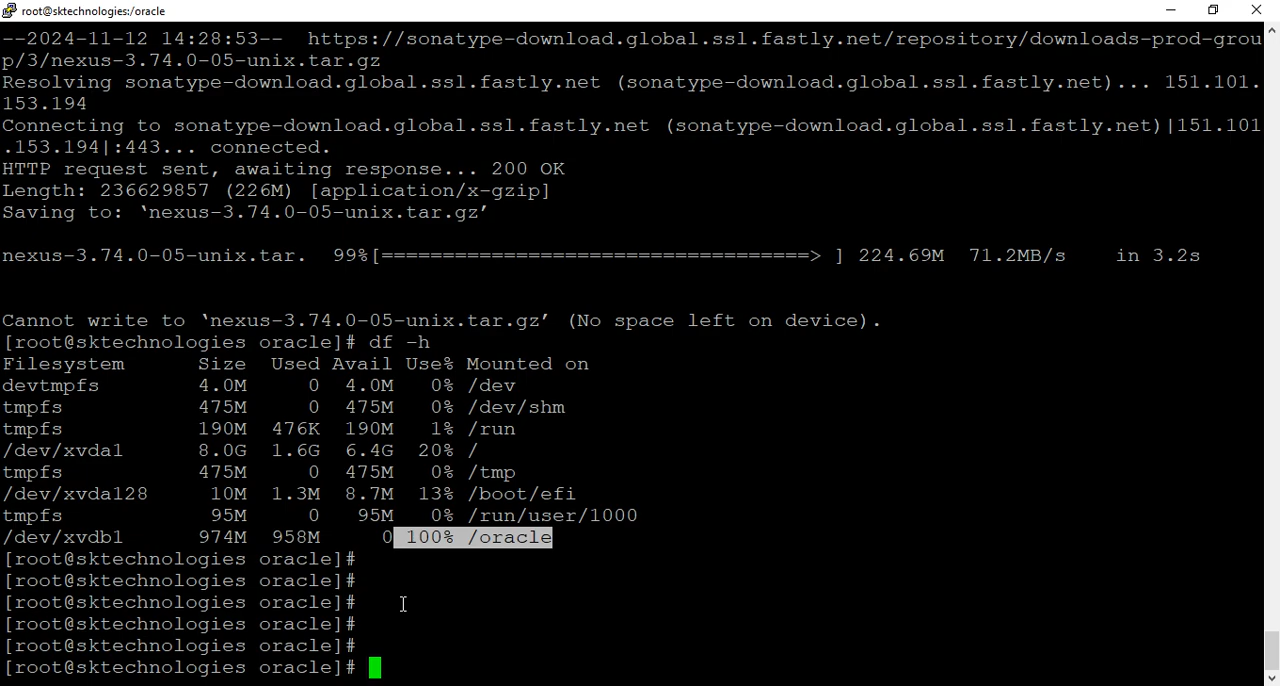 root@sktechnologies:/oracle
--2024-11-12 14:28:53--  https://sonatype-download.global.ssl.fastly.net/repository/downloads-prod-grou
p/3/nexus-3.74.0-05-unix.tar.gz
Resolving sonatype-download.global.ssl.fastly.net (sonatype-download.global.ssl.fastly.net)... 151.101.
153.194
Connecting to sonatype-download.global.ssl.fastly.net (sonatype-download.global.ssl.fastly.net)|151.101
.153.194|:443... connected.
HTTP request sent, awaiting response... 200 OK
Length: 236629857 (226M) [application/x-gzip]
Saving to: ‘nexus-3.74.0-05-unix.tar.gz’
nexus-3.74.0-05-unix.tar.  99%[===================================> ] 224.69M  71.2MB/s    in 3.2s
Cannot write to ‘nexus-3.74.0-05-unix.tar.gz’ (No space left on device).
[root@sktechnologies oracle]# df -h
Filesystem      Size  Used Avail Use% Mounted on
devtmpfs        4.0M     0  4.0M   0% /dev
tmpfs           475M     0  475M   0% /dev/shm
tmpfs           190M  476K  190M   1% /run
/dev/xvda1      8.0G  1.6G  6.4G  20% /
tmpfs           475M     0  475M   0% /tmp
/dev/xvda128     10M  1.3M  8.7M  13% /boot/efi
tmpfs            95M     0   95M   0% /run/user/1000
/dev/xvdb1      974M  958M     0 100% /oracle
[root@sktechnologies oracle]#
[root@sktechnologies oracle]#
[root@sktechnologies oracle]#
[root@sktechnologies oracle]#
[root@sktechnologies oracle]#
[root@sktechnologies oracle]#